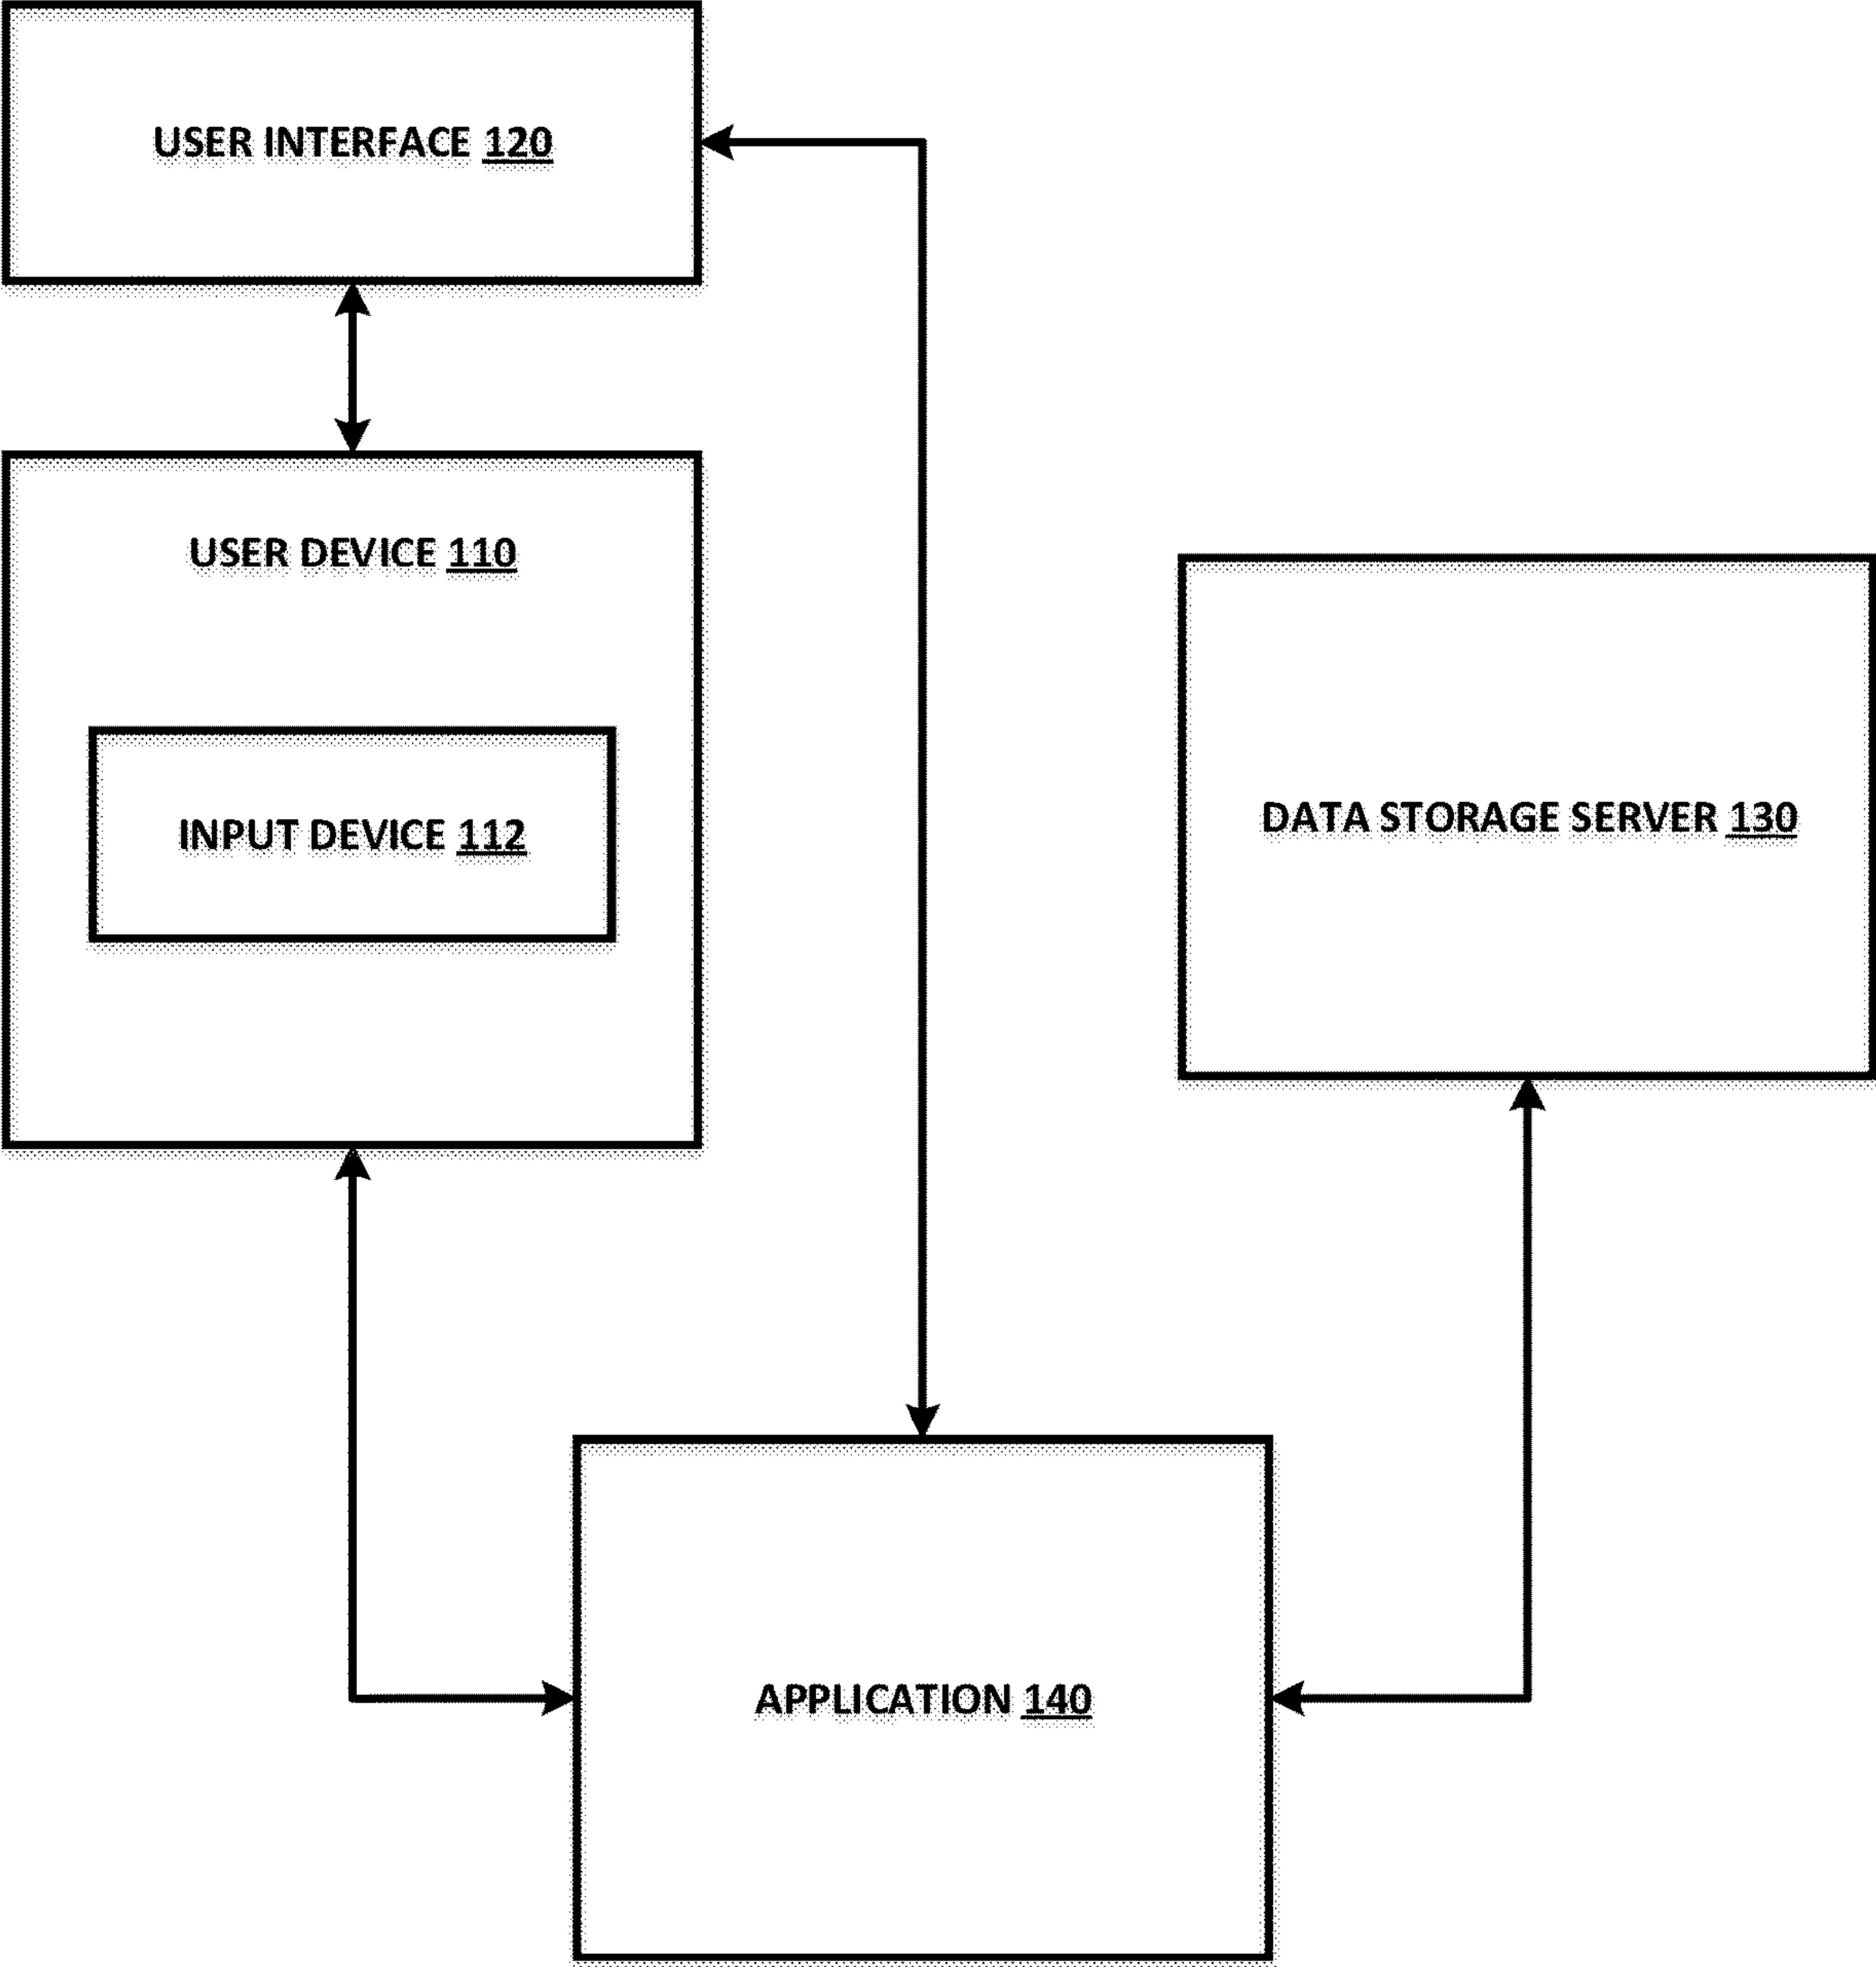 USER INTERFACE 120
USER DEVICE 110
INPUT DEVICE 112
DATA STORAGE SERVER 130
APPLICATION 140